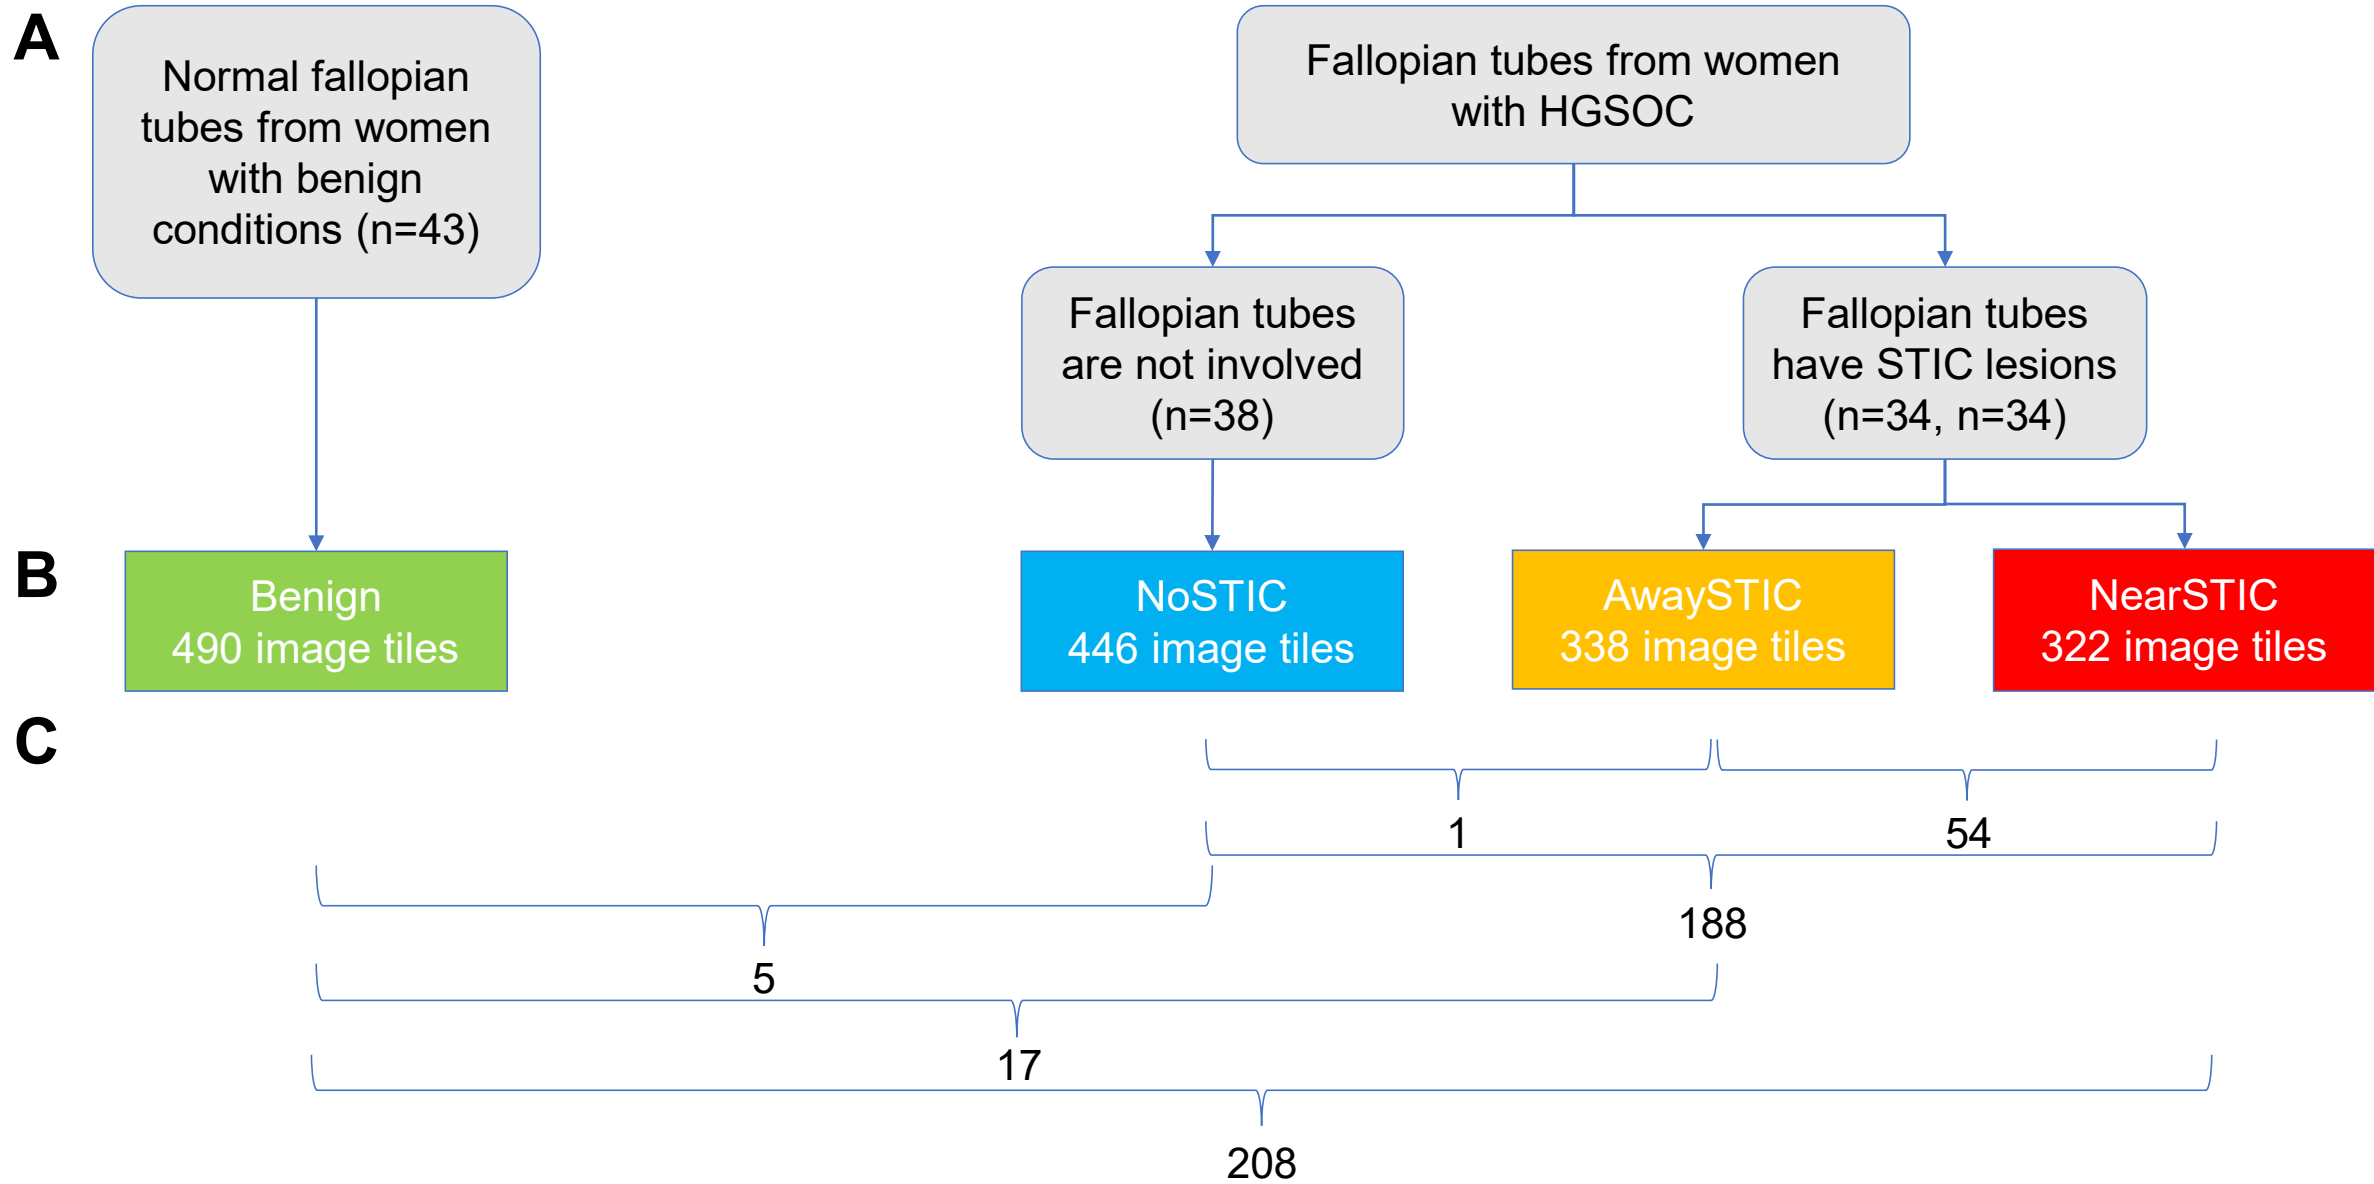 A
Normal fallopian
tubes from women
with benign
conditions (n=43)
Fallopian tubes from women
with HGSOC
Fallopian tubes
are not involved
(n=38)
Fallopian tubes
have STIC lesions
(n=34, n=34)
B
Benign
490 image tiles
NoSTIC
446 image tiles
AwaySTIC
338 image tiles
NearSTIC
322 image tiles
C
1
54
188
5
17
208